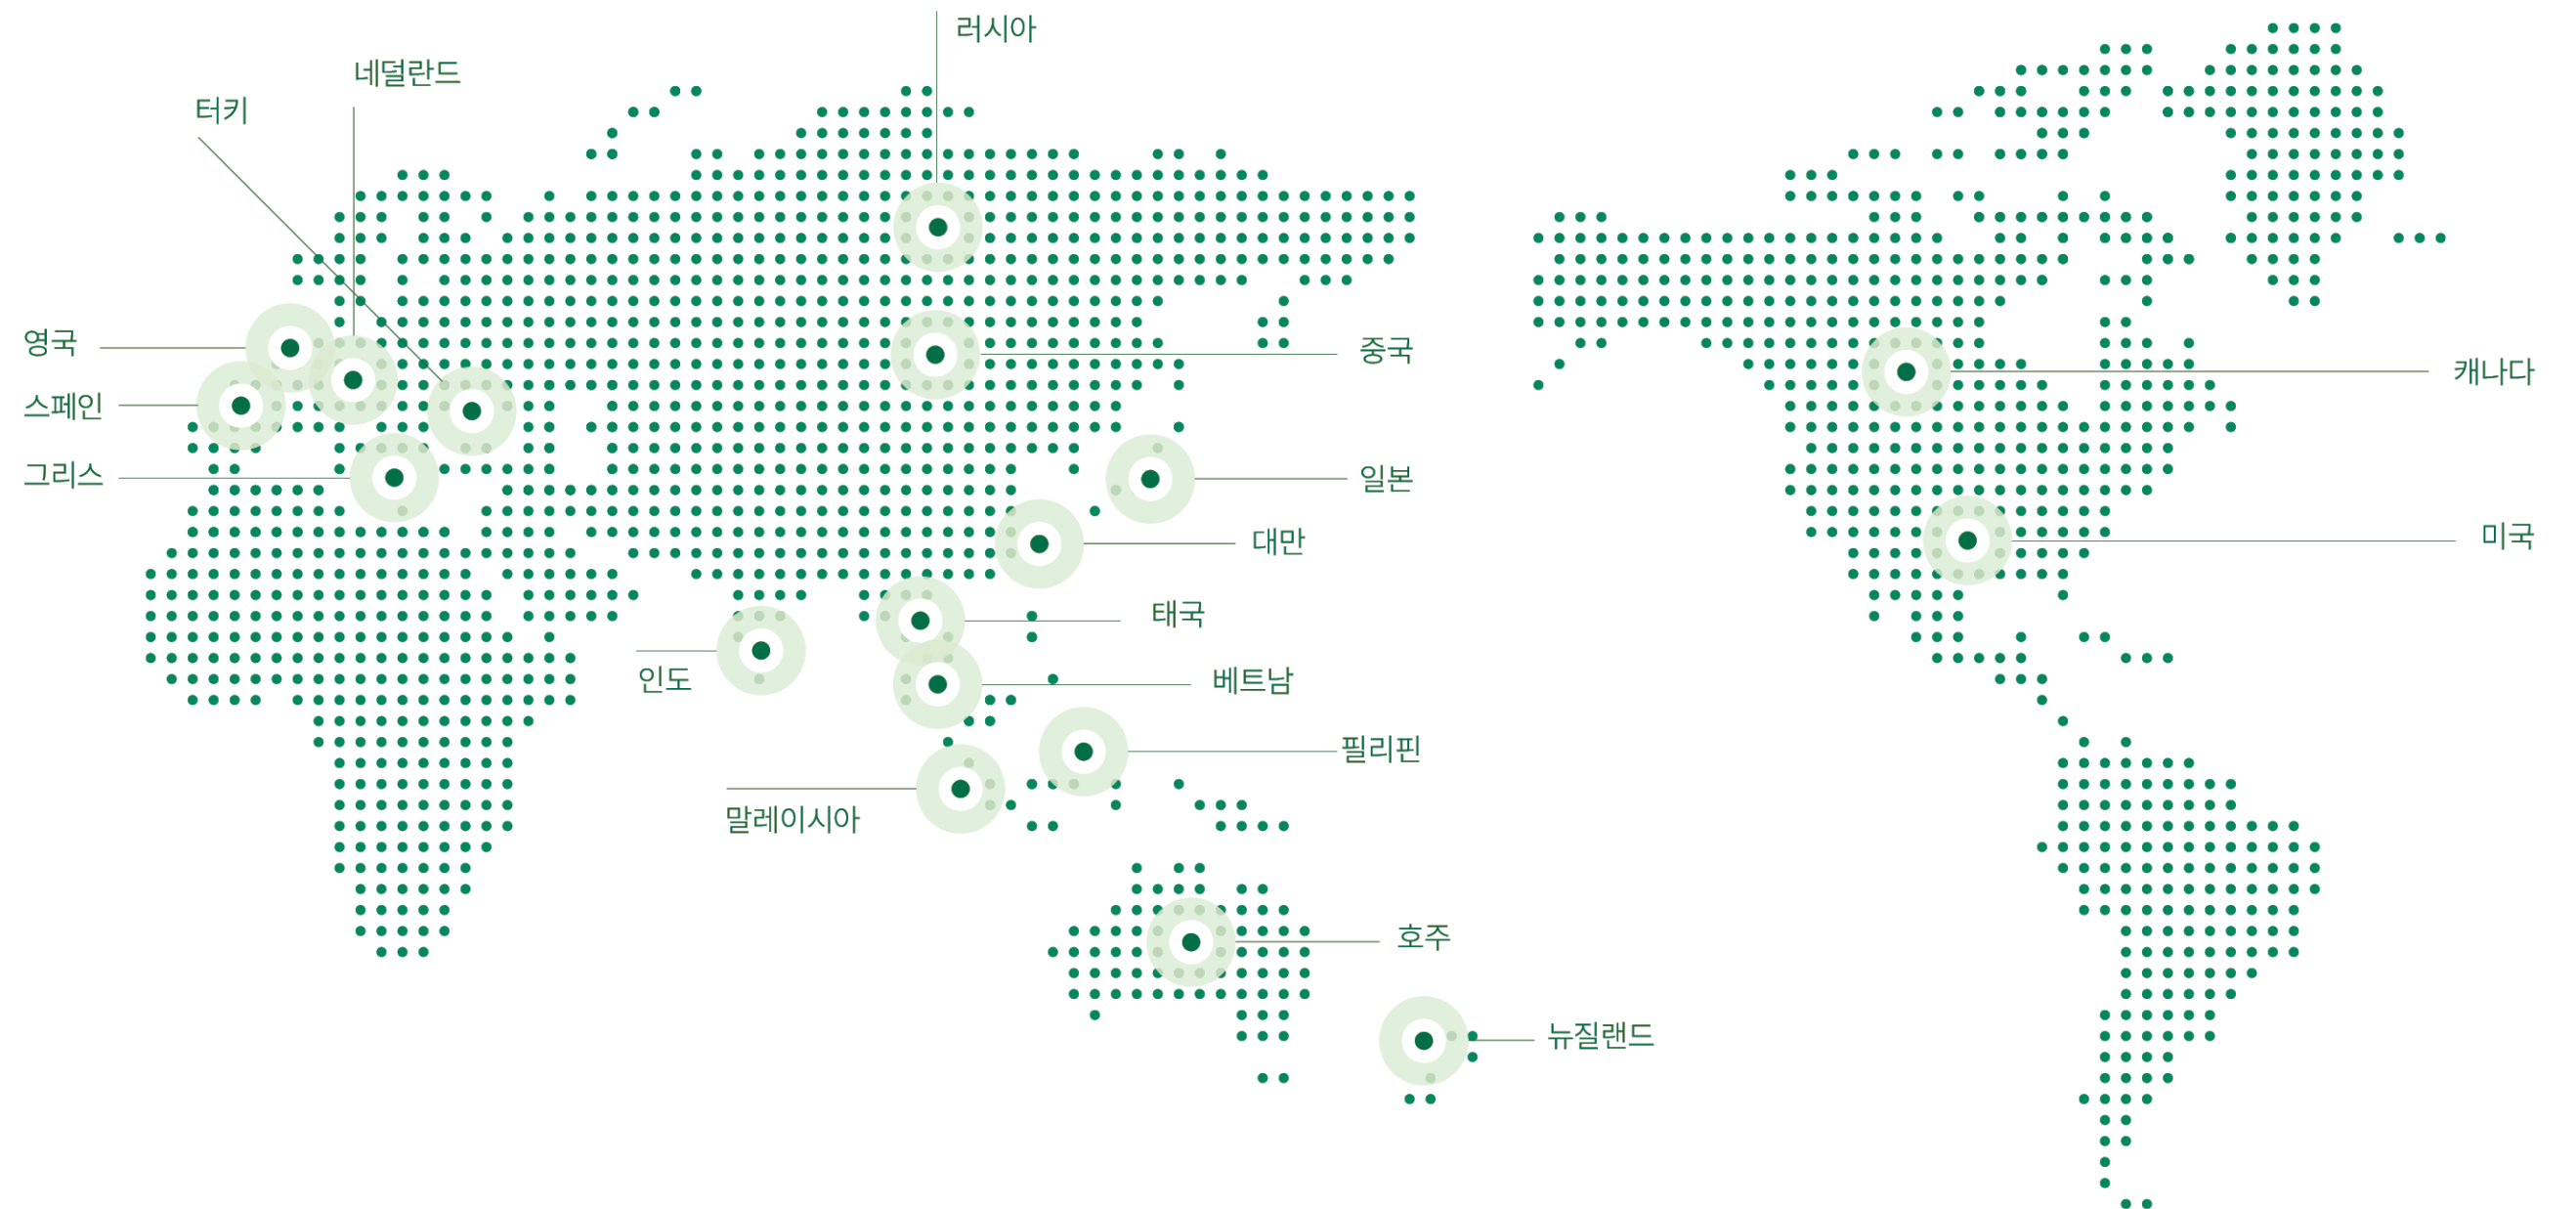 러시아
네덜란드
터키
영국
중국
캐나다
스페인
그리스
일본
대만
미국
태국
인도
베트남
필리핀
말레이시아
호주
뉴질랜드